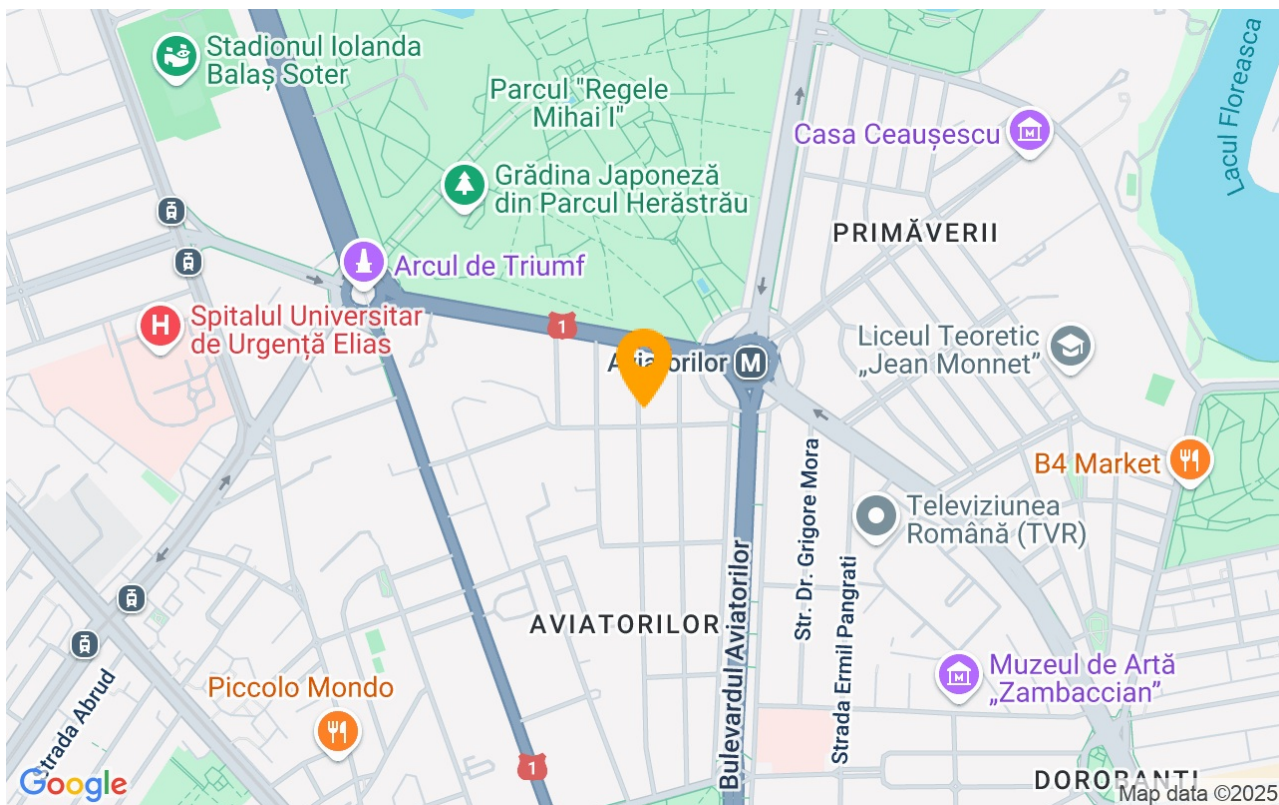 Stadionul Iolanda
Balaș Soter
Parcul "Regele
Mihai I"
Lacul Floreasca
Casa Ceaușescu
M
Grădina Japoneză
din Parcul Herăstrău
PRIMĂVERII
Arcul de Triumf
H
Spitalul Universitar
de Urgență Elias
1
Aviatorilor
M
Liceul Teoretic
„Jean Monnet”
B4 Market
Str. Dr. Grigore Mora
Televiziunea
Română (TVR)
Strada Ermil Pangrati
Bulevardul Aviatorilor
AVIATORILOR
Muzeul de Artă
„Zambaccian”
M
Piccolo Mondo
Strada Abrud
1
DOROBANȚI
Google
Map data ©2025